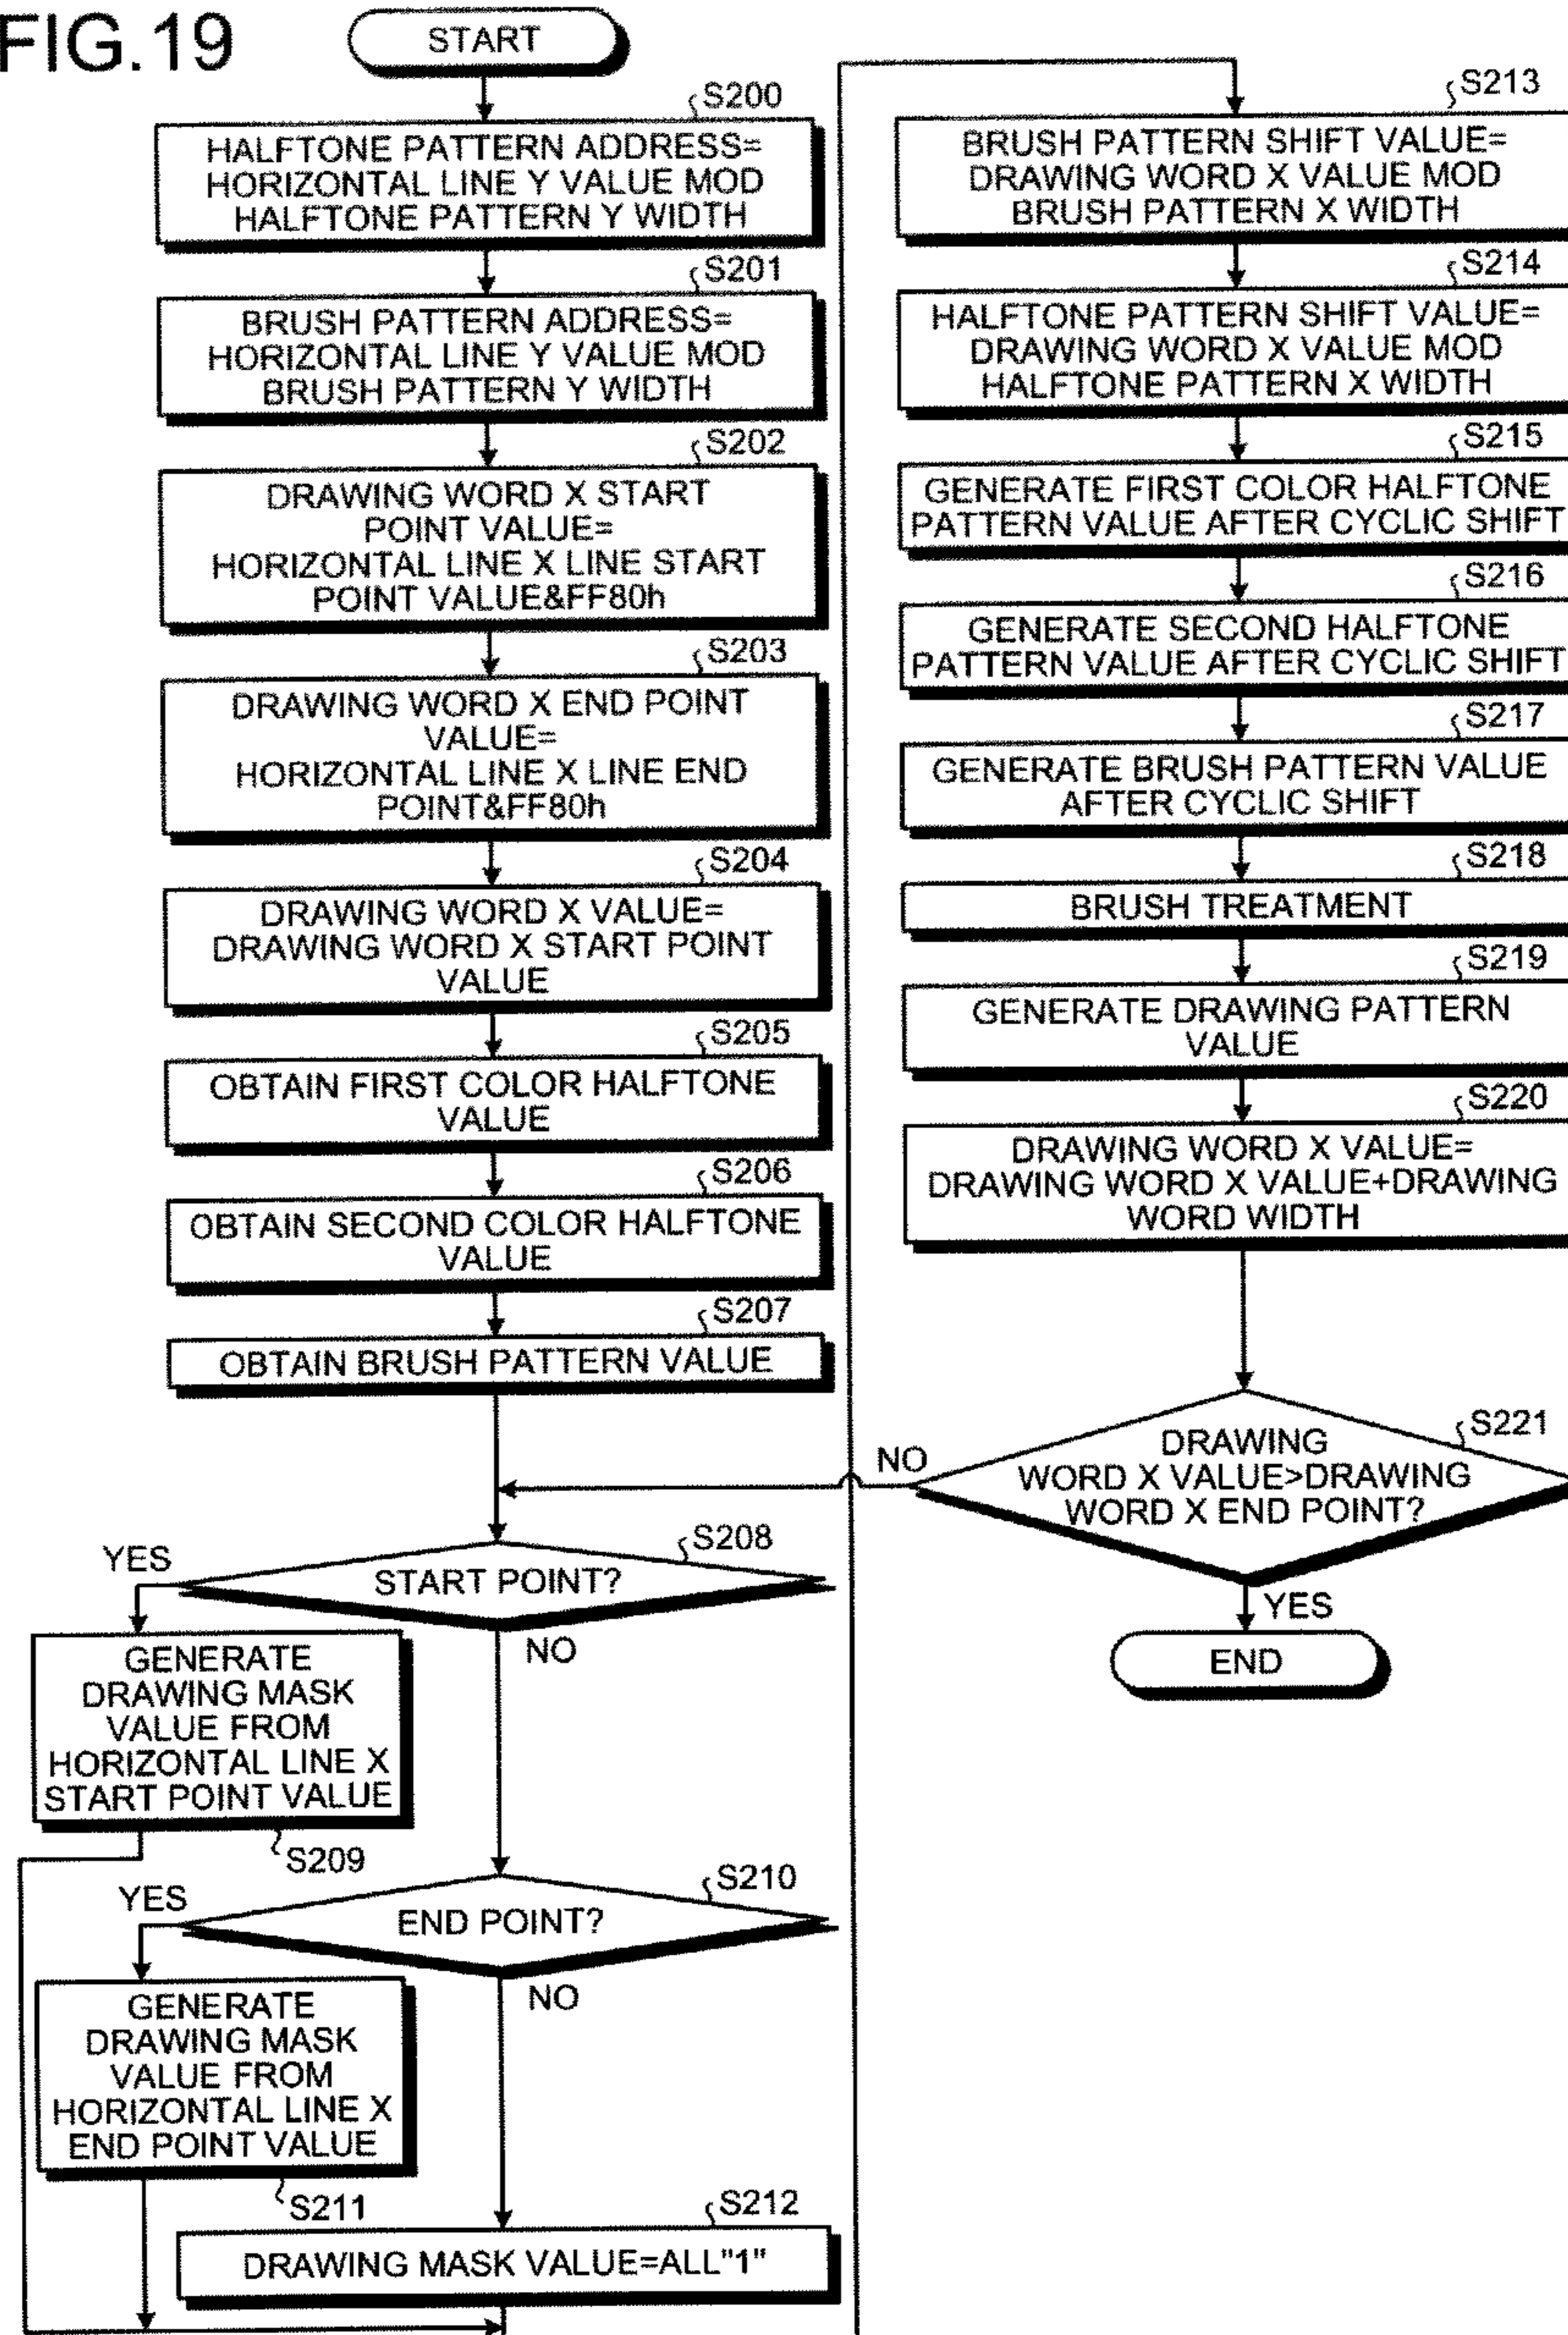 FIG.19
START
S200
HALFTONE PATTERN ADDRESS=
HORIZONTAL LINE Y VALUE MOD
HALFTONE PATTERN Y WIDTH
S201
BRUSH PATTERN ADDRESS=
HORIZONTAL LINE Y VALUE MOD
BRUSH PATTERN Y WIDTH
S202
DRAWING WORD X START
POINT VALUE=
HORIZONTAL LINE X LINE START
POINT VALUE&FF80h
S203
DRAWING WORD X END POINT
VALUE=
HORIZONTAL LINE X LINE END
POINT&FF80h
S204
DRAWING WORD X VALUE=
DRAWING WORD X START POINT
VALUE
S205
OBTAIN FIRST COLOR HALFTONE
VALUE
S206
OBTAIN SECOND COLOR HALFTONE
VALUE
S207
OBTAIN BRUSH PATTERN VALUE
S208
YES
START POINT?
NO
GENERATE
DRAWING MASK
VALUE FROM
HORIZONTAL LINE X
START POINT VALUE
S209
S210
YES
END POINT?
NO
GENERATE
DRAWING MASK
VALUE FROM
HORIZONTAL LINE X
END POINT VALUE
S211
S212
DRAWING MASK VALUE=ALL"1"
S213
BRUSH PATTERN SHIFT VALUE=
DRAWING WORD X VALUE MOD
BRUSH PATTERN X WIDTH
S214
HALFTONE PATTERN SHIFT VALUE=
DRAWING WORD X VALUE MOD
HALFTONE PATTERN X WIDTH
S215
GENERATE FIRST COLOR HALFTONE
PATTERN VALUE AFTER CYCLIC SHIFT
S216
GENERATE SECOND HALFTONE
PATTERN VALUE AFTER CYCLIC SHIFT
S217
GENERATE BRUSH PATTERN VALUE
AFTER CYCLIC SHIFT
S218
BRUSH TREATMENT
S219
GENERATE DRAWING PATTERN
VALUE
S220
DRAWING WORD X VALUE=
DRAWING WORD X VALUE+DRAWING
WORD WIDTH
S221
NO
DRAWING
WORD X VALUE>DRAWING
WORD X END POINT?
YES
END